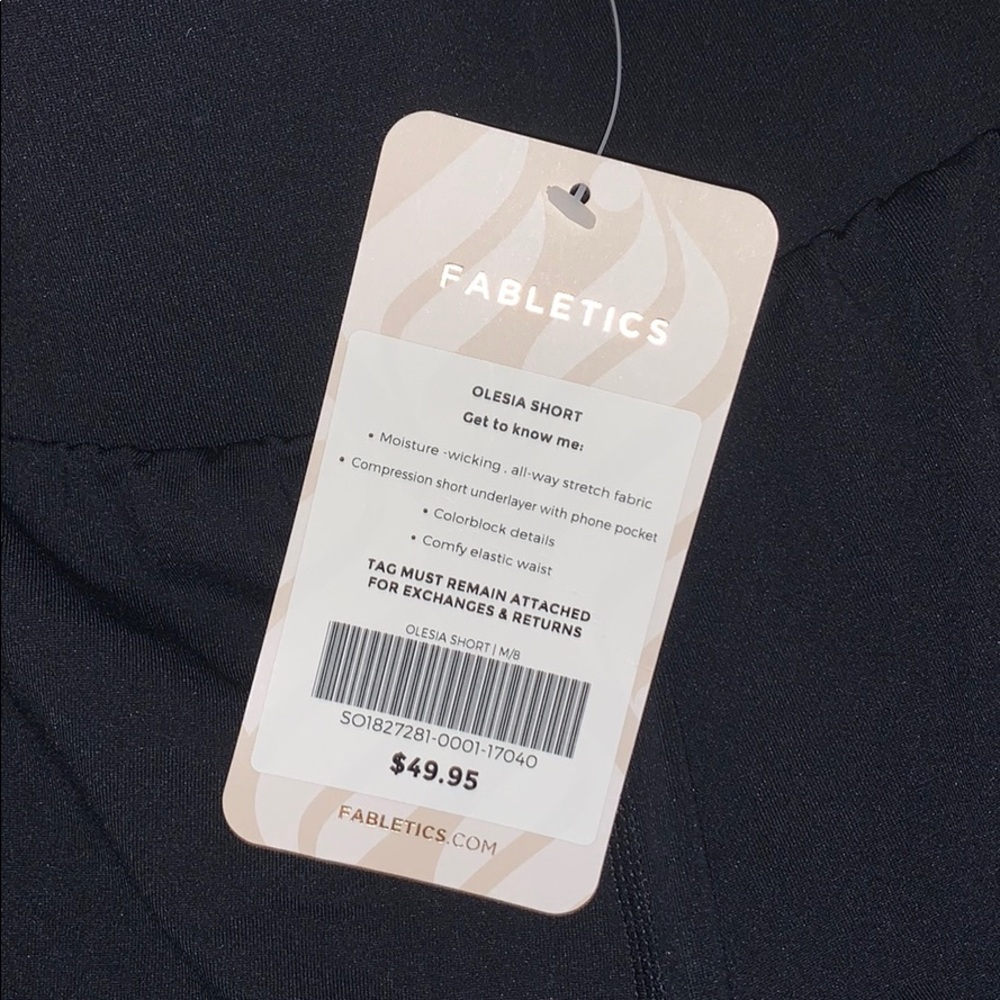 FABLETICS
OLESIA SHORT
Get to know me:
• Moisture -wicking , all-way stretch fabric
• Compression short underlayer with phone pocket
• Colorblock details
• Comfy elastic waist
TAG MUST REMAIN ATTACHED
FOR EXCHANGES & RETURNS
OLESIA SHORT | M/8
SO1827281-0001-17040
$49.95
FABLETICS.COM